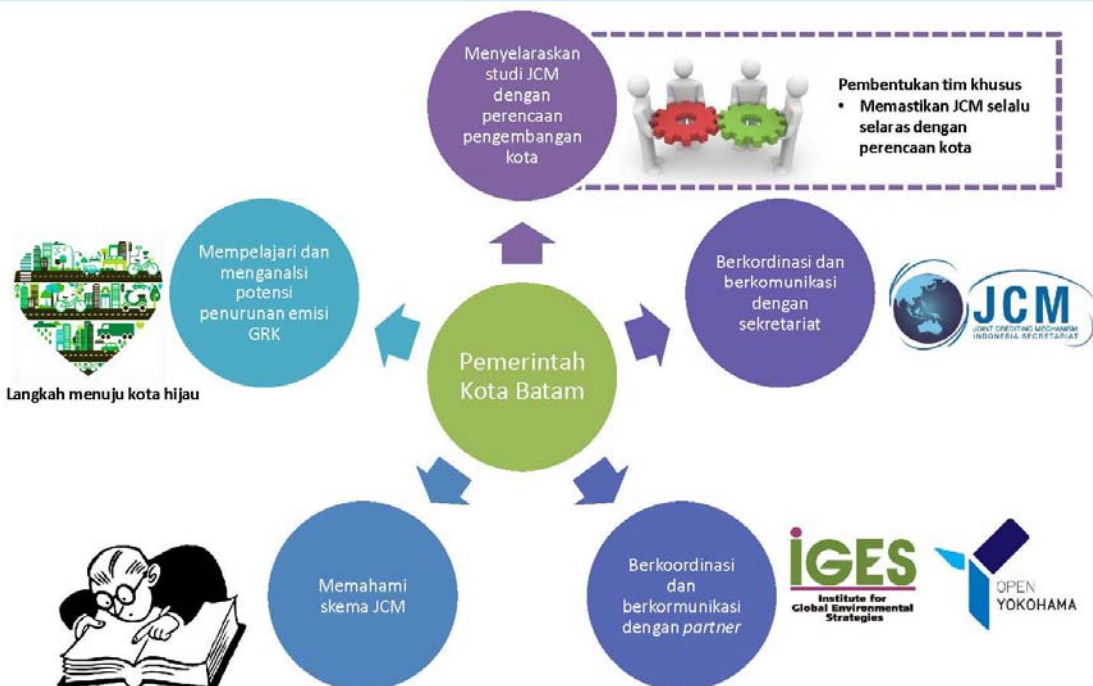 Menyelaraskan
studi JCM
dengan
perencaan
pengembangan
kota
Pembentukan tim khusus
• Memastikan JCM selalu
selaras dengan
perencaan kota
Mempelajari dan
menganalsi
potensi
penurunan emisi
GRK
Langkah menuju kota hijau
Berkordinasi dan
berkomunikasi
dengan
sekretariat
JCM
JOINT CREDITING MECHANISM
INDONESIA SECRETARIAT
Pemerintah
Kota Batam
Memahami
skema JCM
Berkoordinasi
dan
berkormunikasi
dengan partner
iGES
Institute for
Global Environmental
Strategies
OPEN
YOKOHAMA